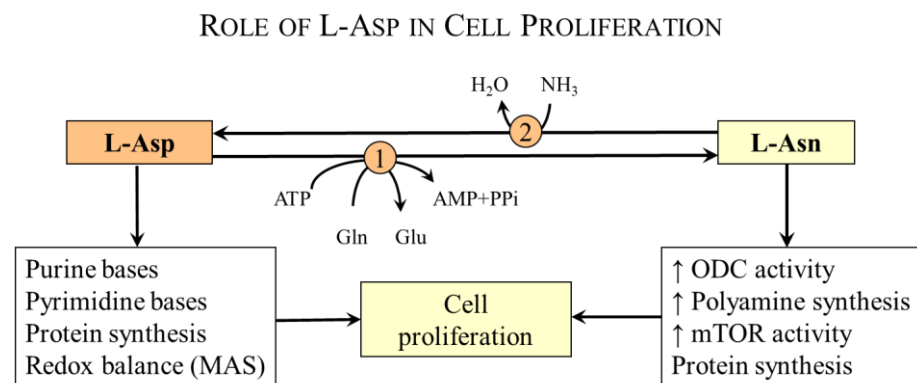 ROLE OF L-ASP IN CELL PROLIFERATION
H₂O
NH₃
L-Asp
2
L-Asn
1
ATP
AMP+PPi
Gln
Glu
Purine bases
Pyrimidine bases
Protein synthesis
Redox balance (MAS)
Cell
proliferation
↑ ODC activity
↑ Polyamine synthesis
↑ mTOR activity
Protein synthesis